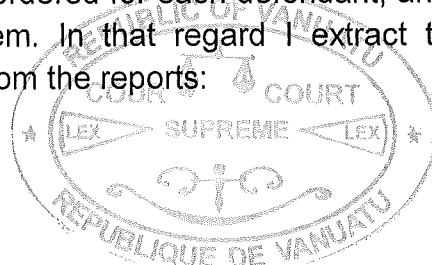 ordered for each defendant, an
em. In that regard I extract t
om the reports:
REPUBLIC OF VANUATU
COUR COURT
LEX SUPREME LEX
REPUBLIQUE DE VANUATU